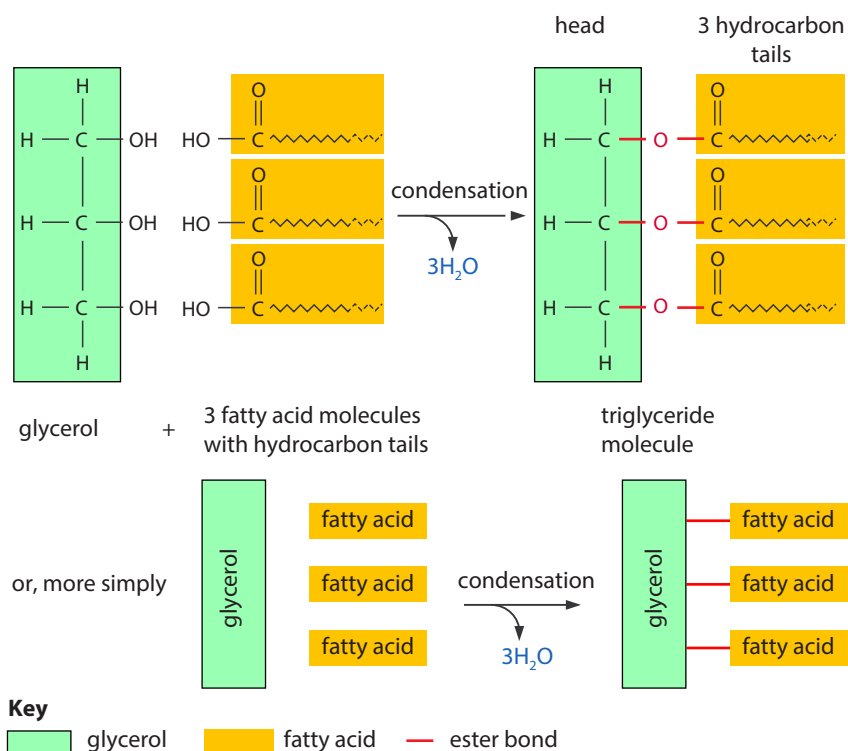 head
3 hydrocarbon
tails
H
O
O
H
H — C — OH
HO — C
H — C — O — C
O
O
condensation
H — C — OH
HO — C
H — C — O — C
3H₂O
O
O
H — C — OH
HO — C
H — C — O — C
H
H
glycerol + 3 fatty acid molecules
with hydrocarbon tails
triglyceride
molecule
or, more simply
glycerol
fatty acid
fatty acid
fatty acid
condensation
3H₂O
glycerol
fatty acid
fatty acid
fatty acid
Key
glycerol
fatty acid
ester bond